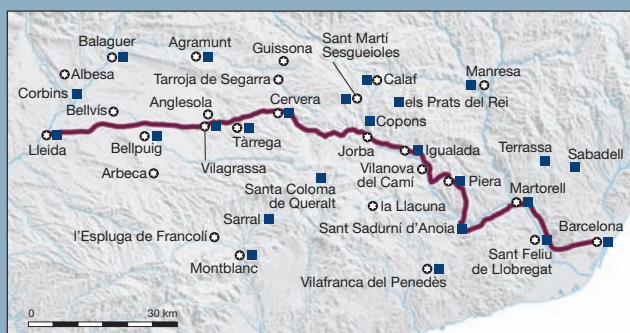 Balaguer
Agramunt
Guissona
Sant Martí
Sesgueioles
Albesa
Tarroja de Segarra
Calaf
Manresa
Corbins
els Prats del Rei
Bellvís
Anglesola
Cervera
Copons
Lleida
Bellpuig
Tàrrega
Jorba
Igualada
Terrassa
Sabadell
Arbeca
Vilagrassa
Vilanova
del Camí
Piera
Santa Coloma
de Queralt
Martorell
la Llacuna
Sarral
Sant Sadurní d'Anoia
Barcelona
l'Espluga de Francolí
Sant Feliu
de Llobregat
Montblanc
Vilafranca del Penedès
0 30 km